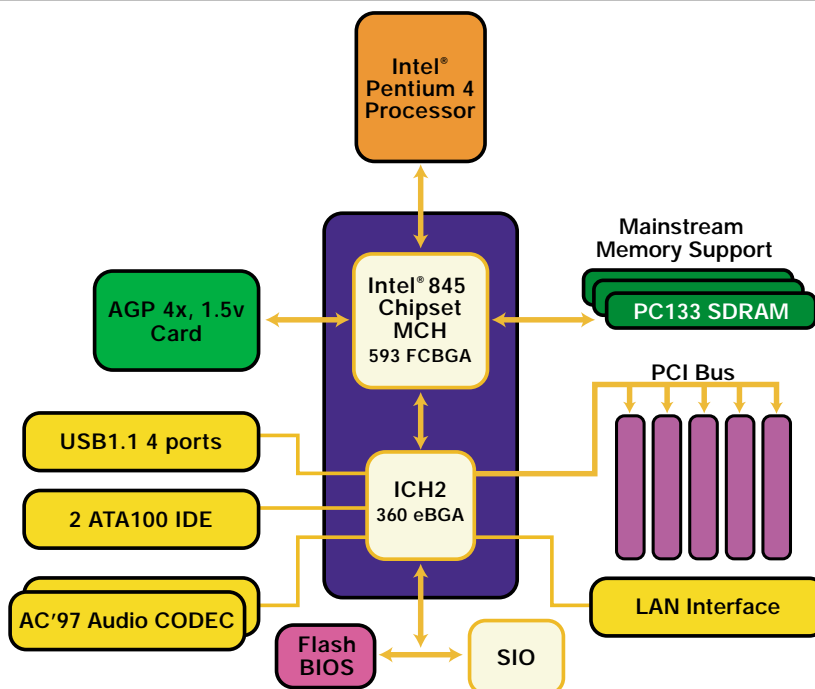 Intel®
Pentium 4
Processor
Mainstream
Memory Support
Intel® 845
Chipset
MCH
593 FCBGA
AGP 4x, 1.5v
Card
PC133 SDRAM
PCI Bus
USB1.1 4 ports
ICH2
360 eBGA
2 ATA100 IDE
AC’97 Audio CODEC
LAN Interface
Flash
BIOS
SIO